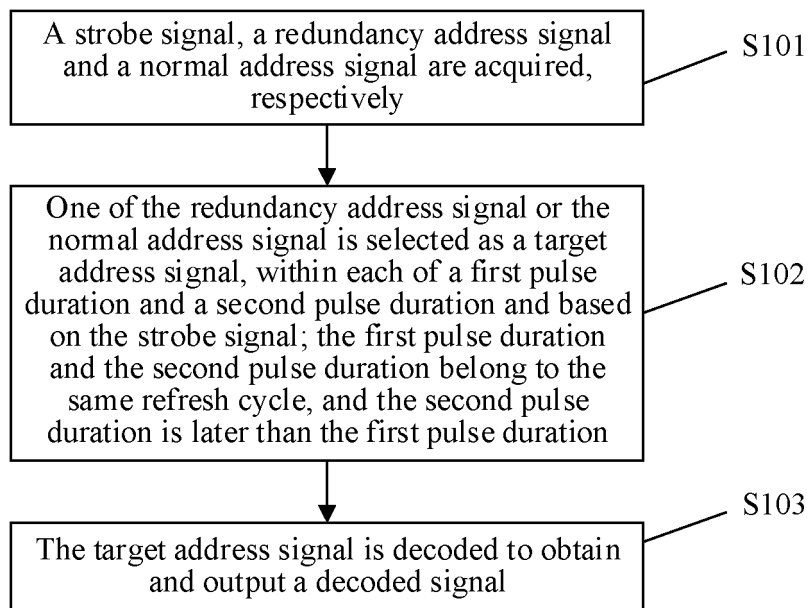 A strobe signal, a redundancy address signal
and a normal address signal are acquired,
respectively
S101
One of the redundancy address signal or the
normal address signal is selected as a target
address signal, within each of a first pulse
duration and a second pulse duration and based
on the strobe signal; the first pulse duration
and the second pulse duration belong to the
same refresh cycle, and the second pulse
duration is later than the first pulse duration
S102
The target address signal is decoded to obtain
and output a decoded signal
S103